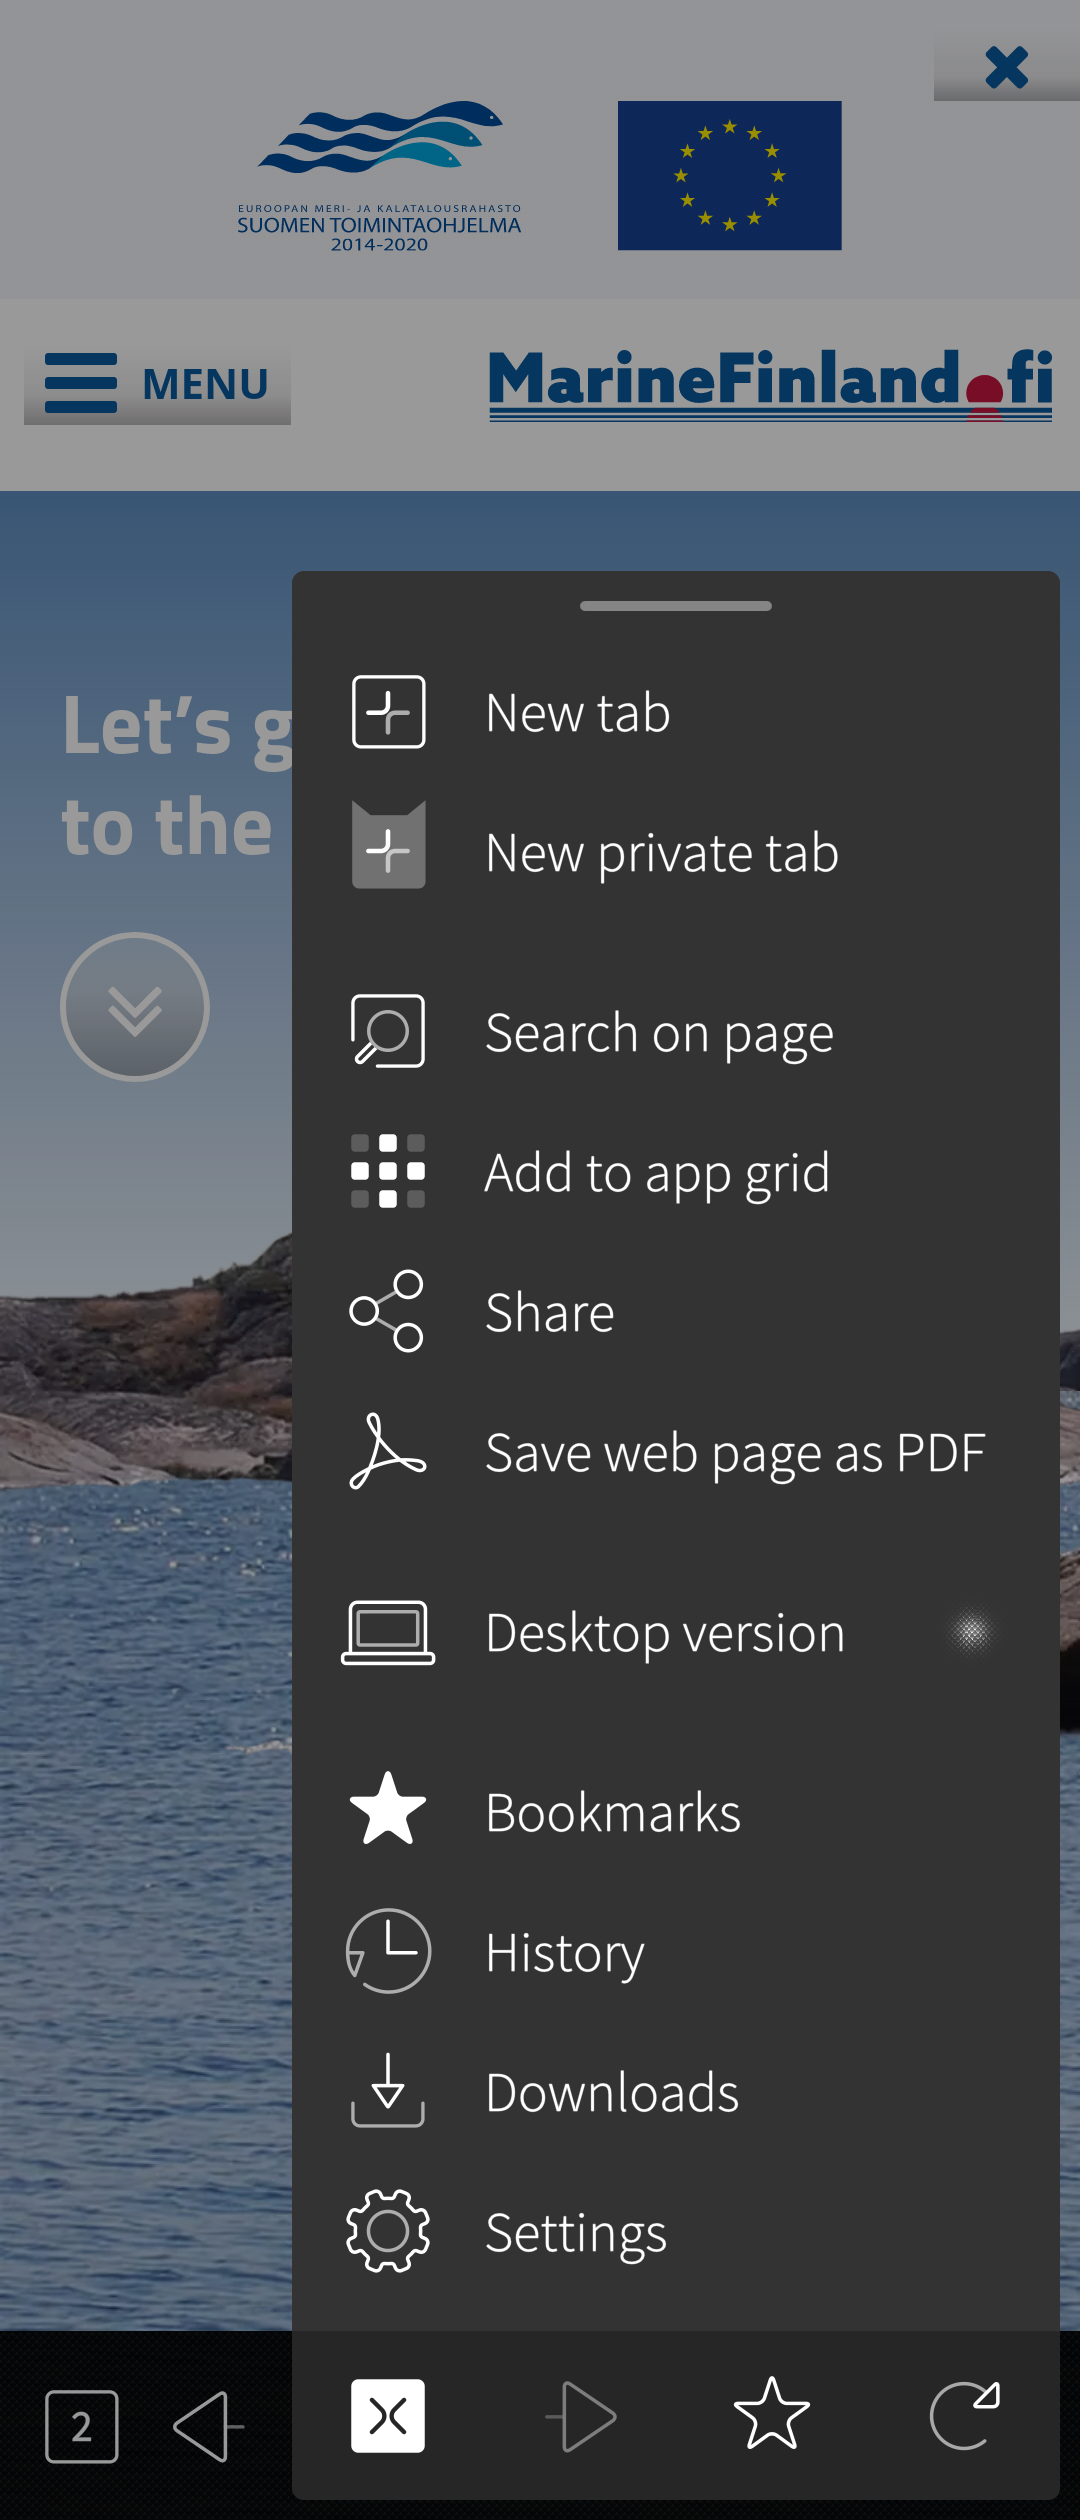 EUROOPAN MERI- JA KALATALOUSRAHASTO
SUOMEN TOIMINTAOHJELMA
2014-2020
MENU
MarineFinland.fi
Let's g
to the
New tab
New private tab
Search on page
Add to app grid
Share
Save web page as PDF
Desktop version
Bookmarks
History
Downloads
Settings
2